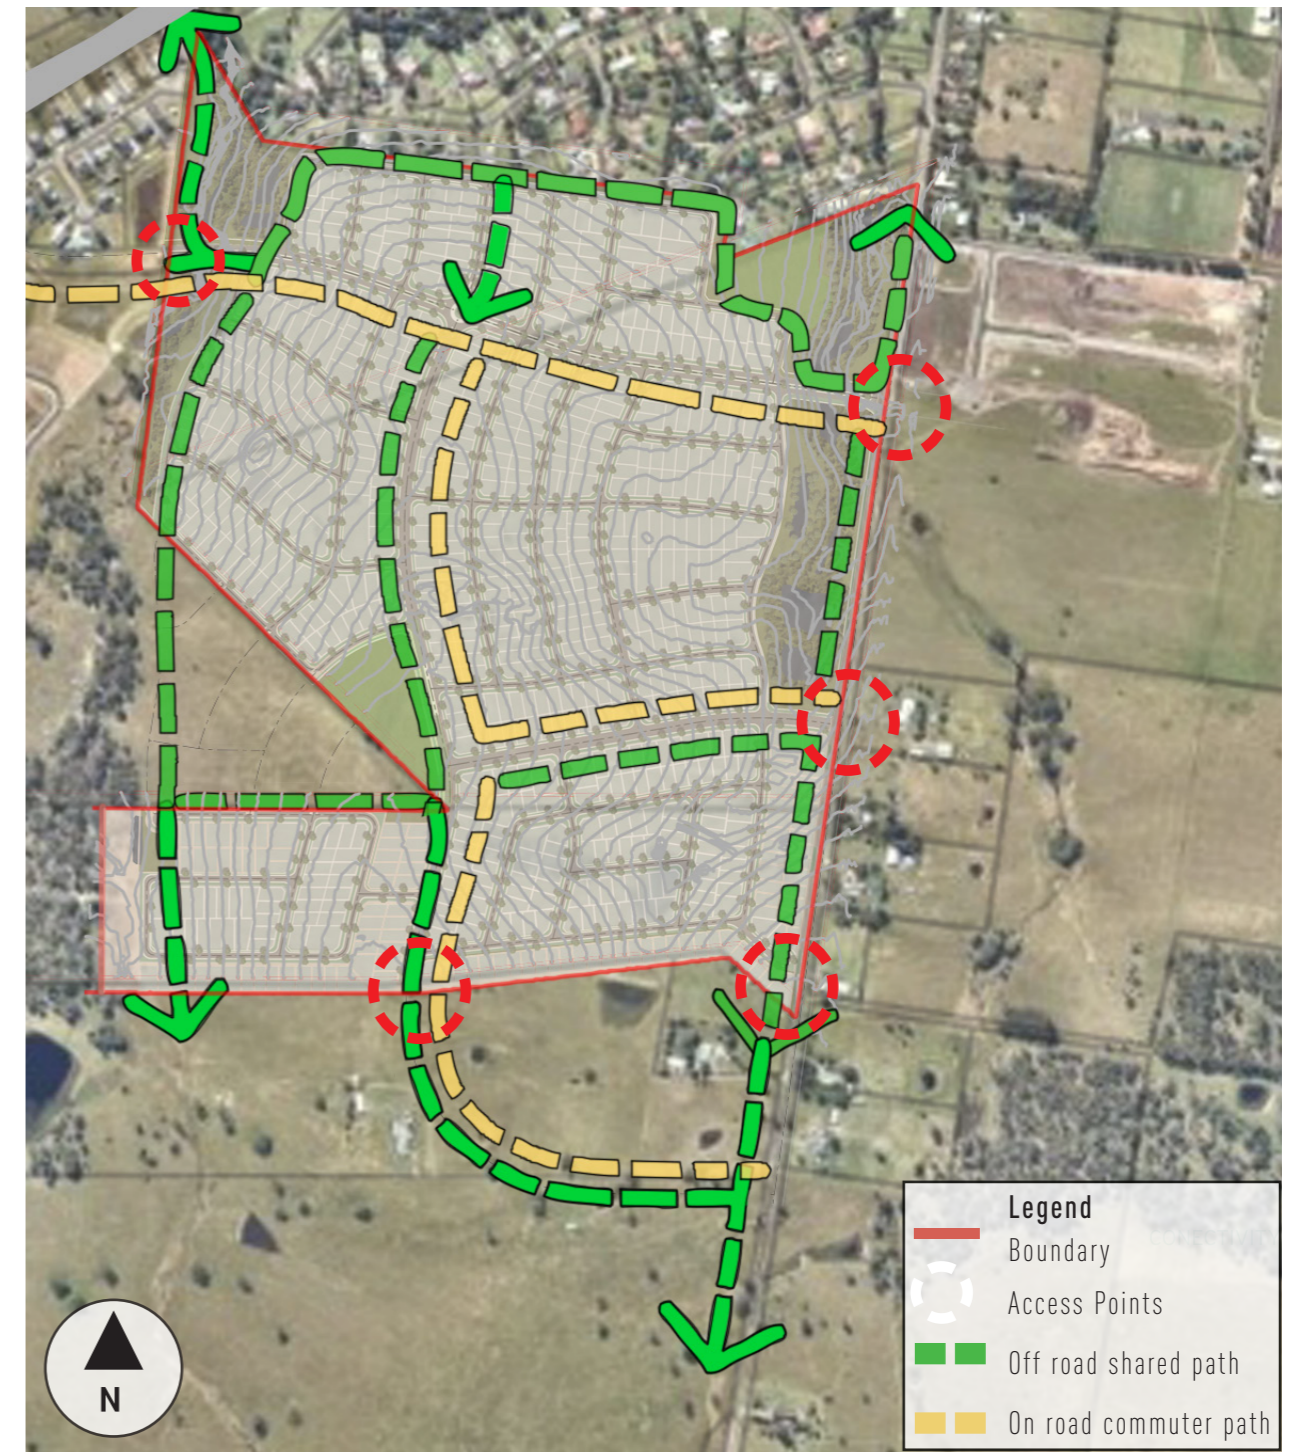 Legend
Boundary
Access Points
Off road shared path
On road commuter path
N